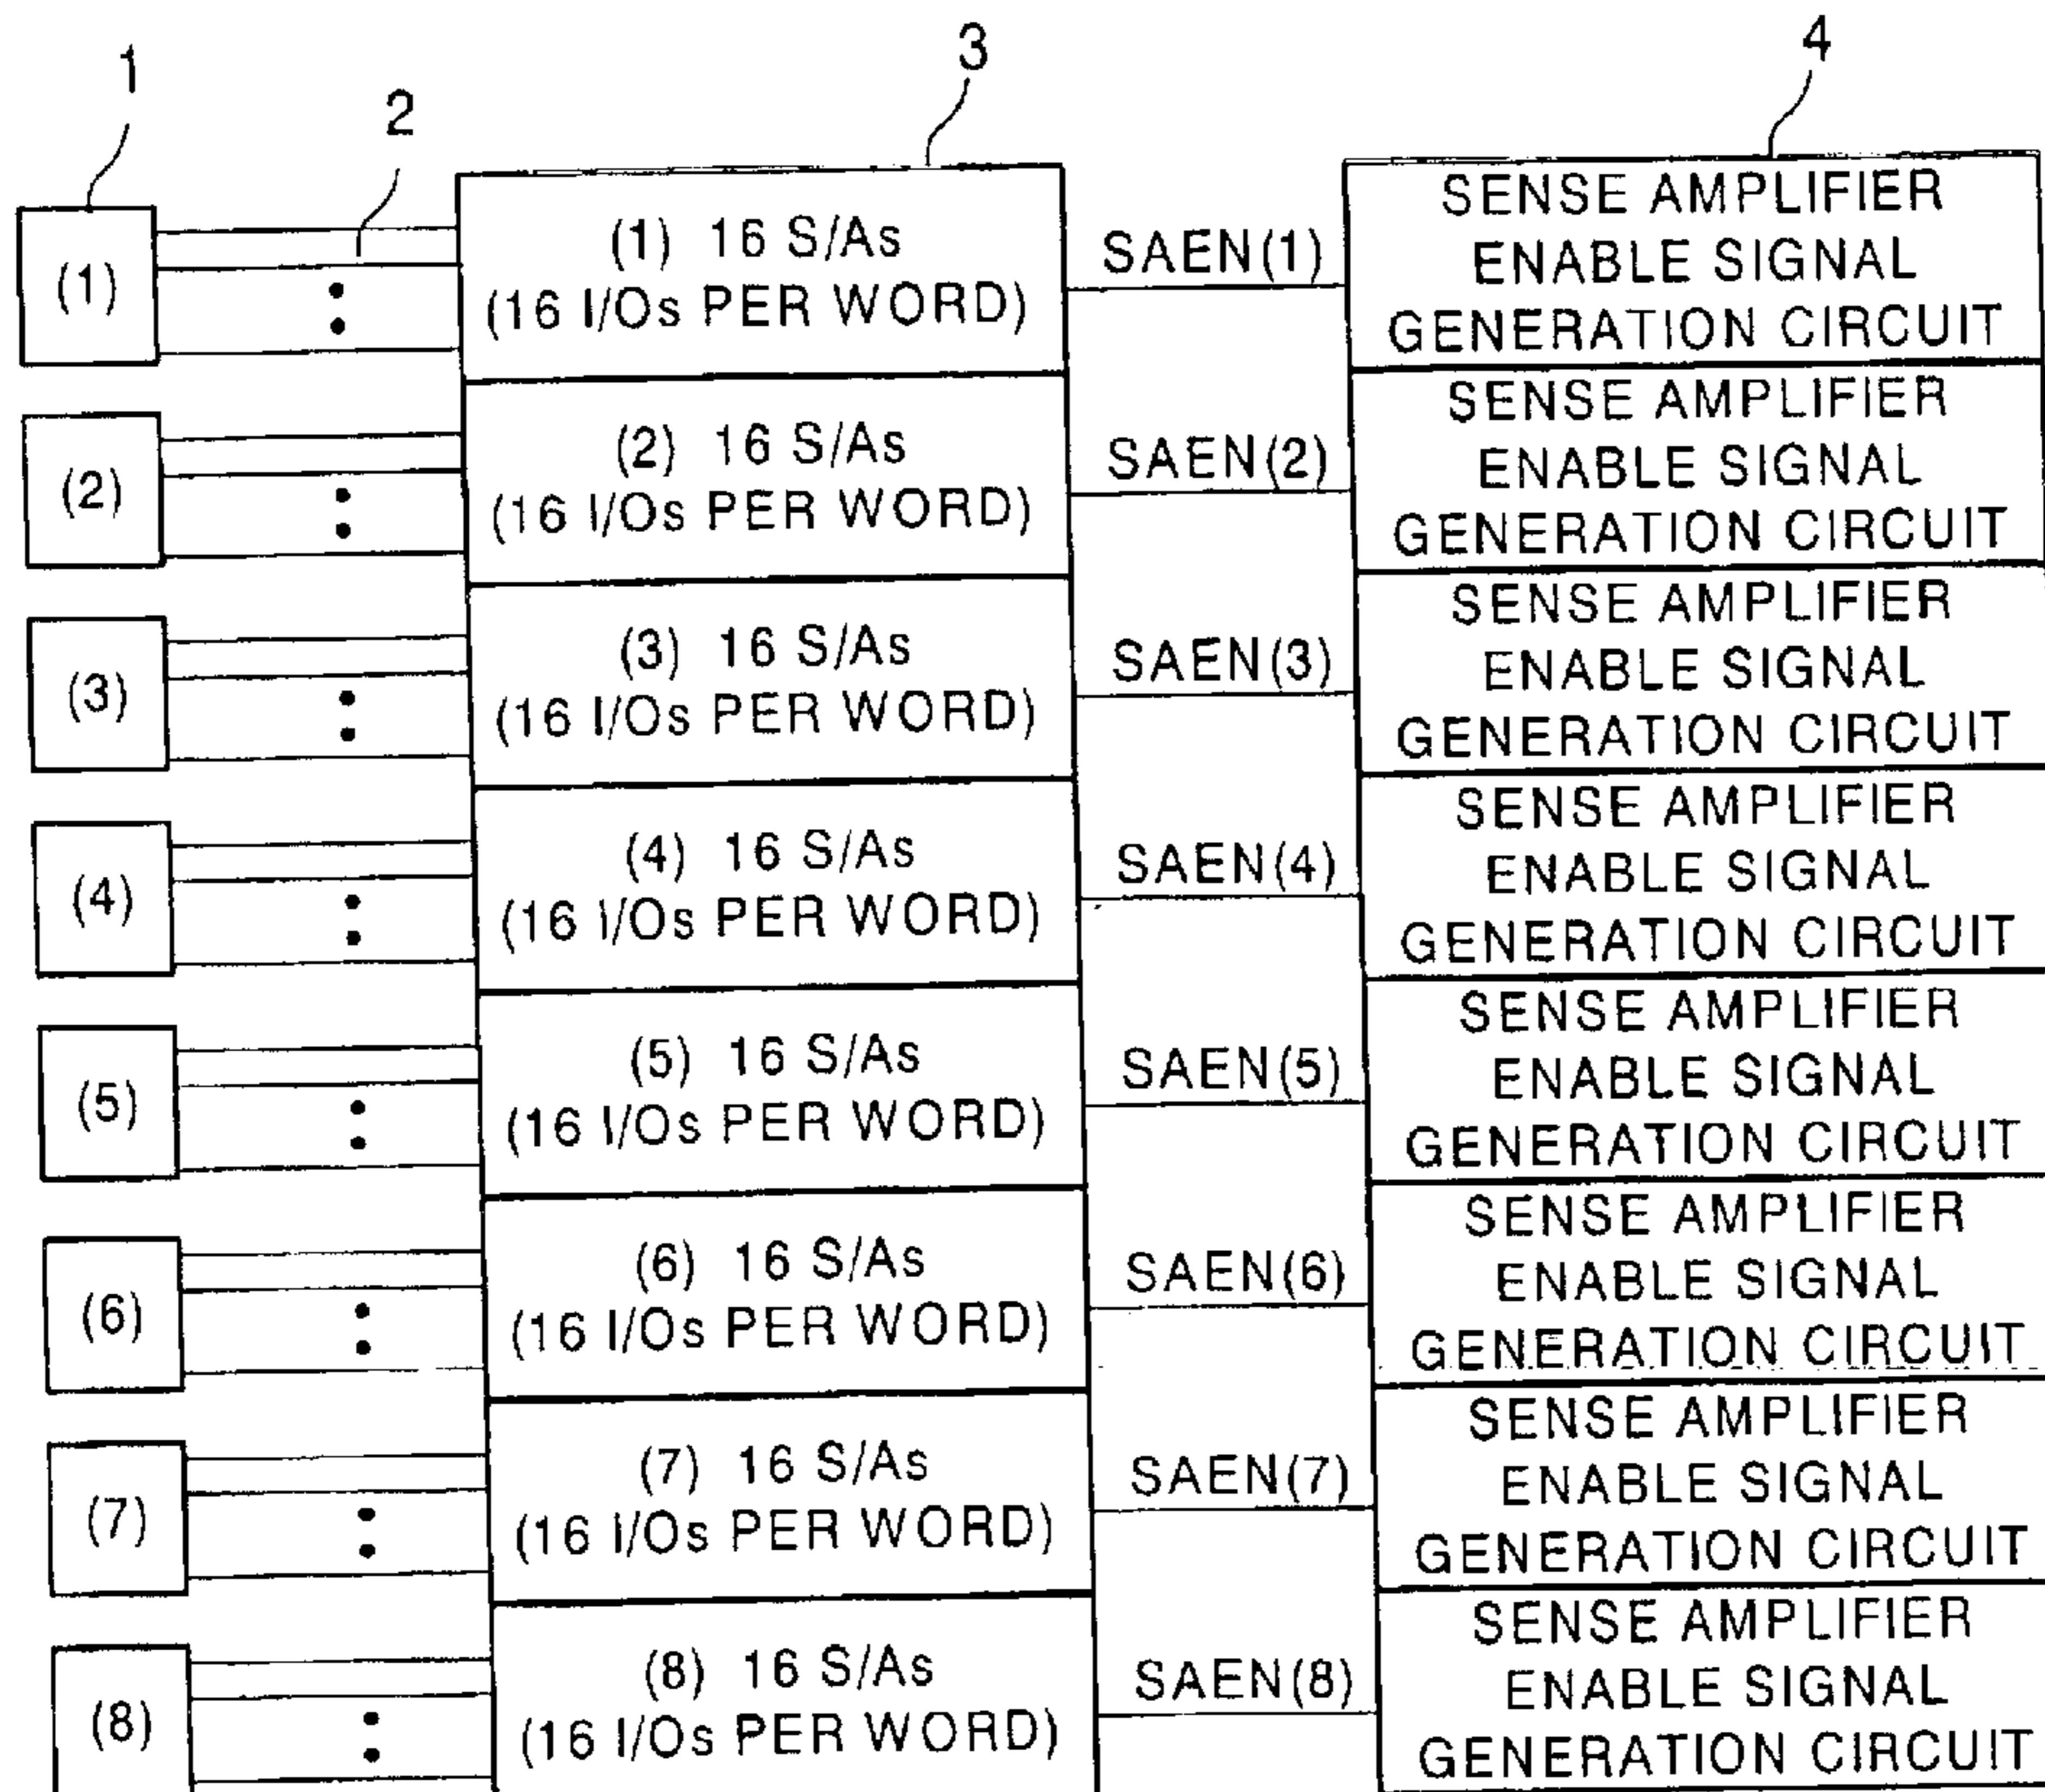 1
2
3
4
(1)
(1) 16 S/As
(16 I/Os PER WORD)
SAEN(1)
SENSE AMPLIFIER
ENABLE SIGNAL
GENERATION CIRCUIT
(2)
(2) 16 S/As
(16 I/Os PER WORD)
SAEN(2)
SENSE AMPLIFIER
ENABLE SIGNAL
GENERATION CIRCUIT
(3)
(3) 16 S/As
(16 I/Os PER WORD)
SAEN(3)
SENSE AMPLIFIER
ENABLE SIGNAL
GENERATION CIRCUIT
(4)
(4) 16 S/As
(16 I/Os PER WORD)
SAEN(4)
SENSE AMPLIFIER
ENABLE SIGNAL
GENERATION CIRCUIT
(5)
(5) 16 S/As
(16 I/Os PER WORD)
SAEN(5)
SENSE AMPLIFIER
ENABLE SIGNAL
GENERATION CIRCUIT
(6)
(6) 16 S/As
(16 I/Os PER WORD)
SAEN(6)
SENSE AMPLIFIER
ENABLE SIGNAL
GENERATION CIRCUIT
(7)
(7) 16 S/As
(16 I/Os PER WORD)
SAEN(7)
SENSE AMPLIFIER
ENABLE SIGNAL
GENERATION CIRCUIT
(8)
(8) 16 S/As
(16 I/Os PER WORD)
SAEN(8)
SENSE AMPLIFIER
ENABLE SIGNAL
GENERATION CIRCUIT